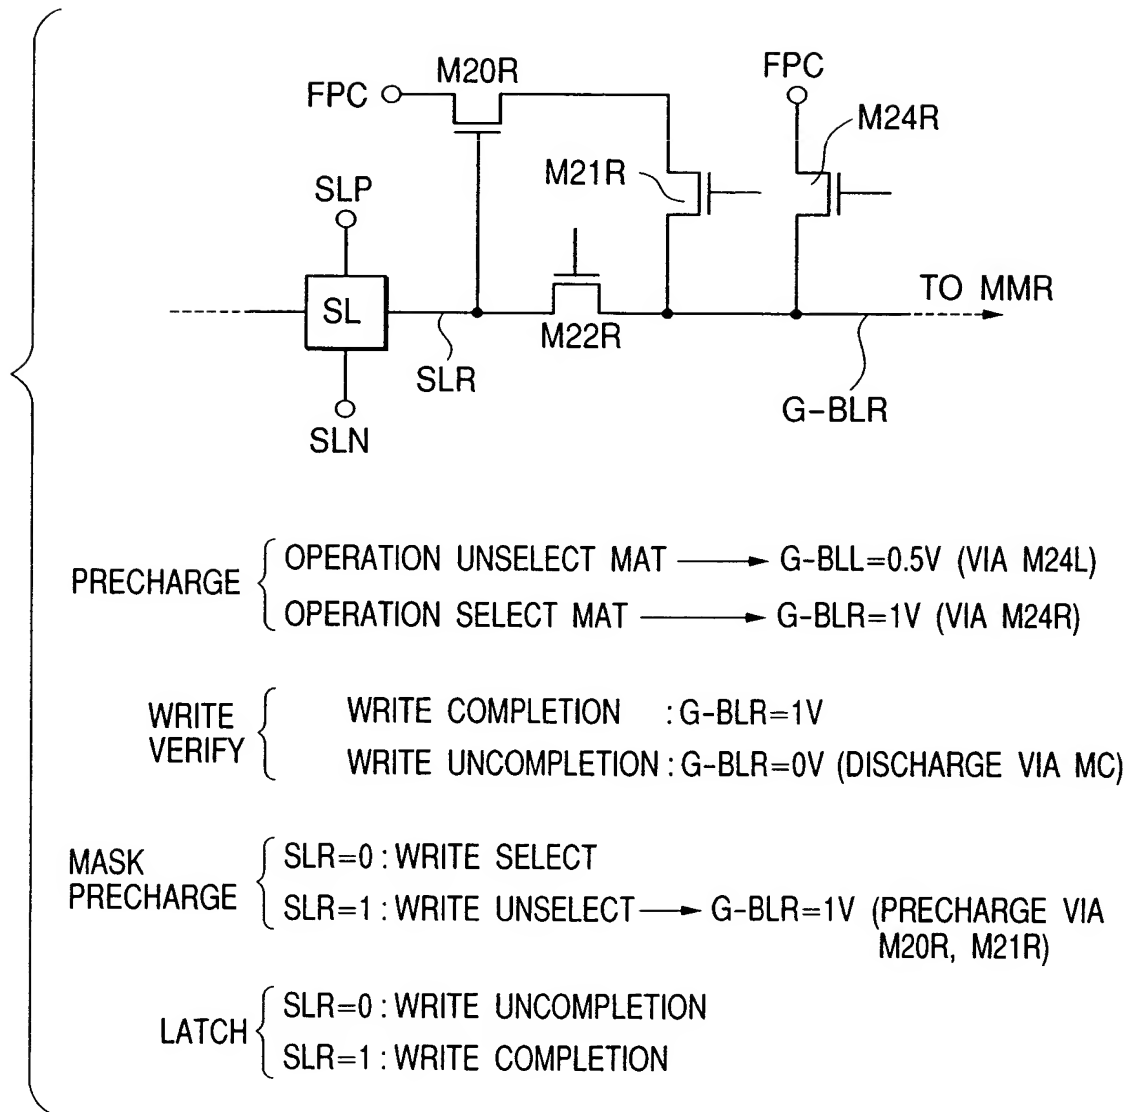 M20R
FPC
FPC
M24R
M21R
SLP
SL
TO MMR
M22R
SLR
G-BLR
SLN
PRECHARGE
OPERATION UNSELECT MAT G-BLL=0.5V (VIA M24L)
OPERATION SELECT MAT G-BLR=1V (VIA M24R)
WRITE
VERIFY
WRITE COMPLETION : G-BLR=1V
WRITE UNCOMPLETION : G-BLR=0V (DISCHARGE VIA MC)
MASK
PRECHARGE
SLR=0 : WRITE SELECT
SLR=1 : WRITE UNSELECT G-BLR=1V (PRECHARGE VIA
M20R, M21R)
LATCH
SLR=0 : WRITE UNCOMPLETION
SLR=1 : WRITE COMPLETION